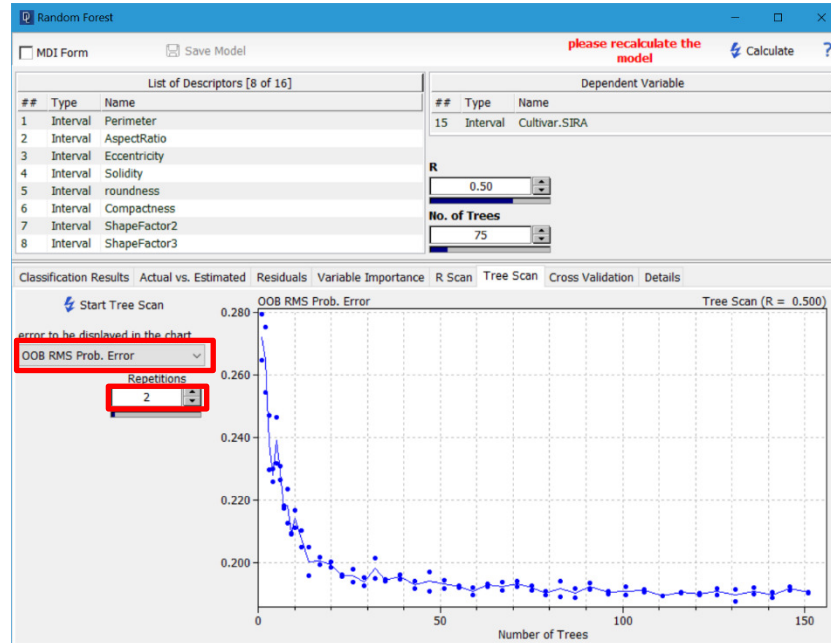 Random Forest
MDI Form
Save Model
please recalculate the
model
Calculate
?
List of Descriptors [8 of 16]
## Type Name
1 Interval Perimeter
2 Interval AspectRatio
3 Interval Eccentricity
4 Interval Solidity
5 Interval roundness
6 Interval Compactness
7 Interval ShapeFactor2
8 Interval ShapeFactor3
Dependent Variable
## Type Name
15 Interval Cultivar.SIRA
R
0.50
No. of Trees
75
Classification Results Actual vs. Estimated Residuals Variable Importance R Scan Tree Scan Cross Validation Details
Start Tree Scan
error to be displayed in the chart
OOB RMS Prob. Error
Repetitions
2
OOB RMS Prob. Error
Tree Scan (R = 0.500)
0.280
0.260
0.240
0.220
0.200
0 50 100 150
Number of Trees